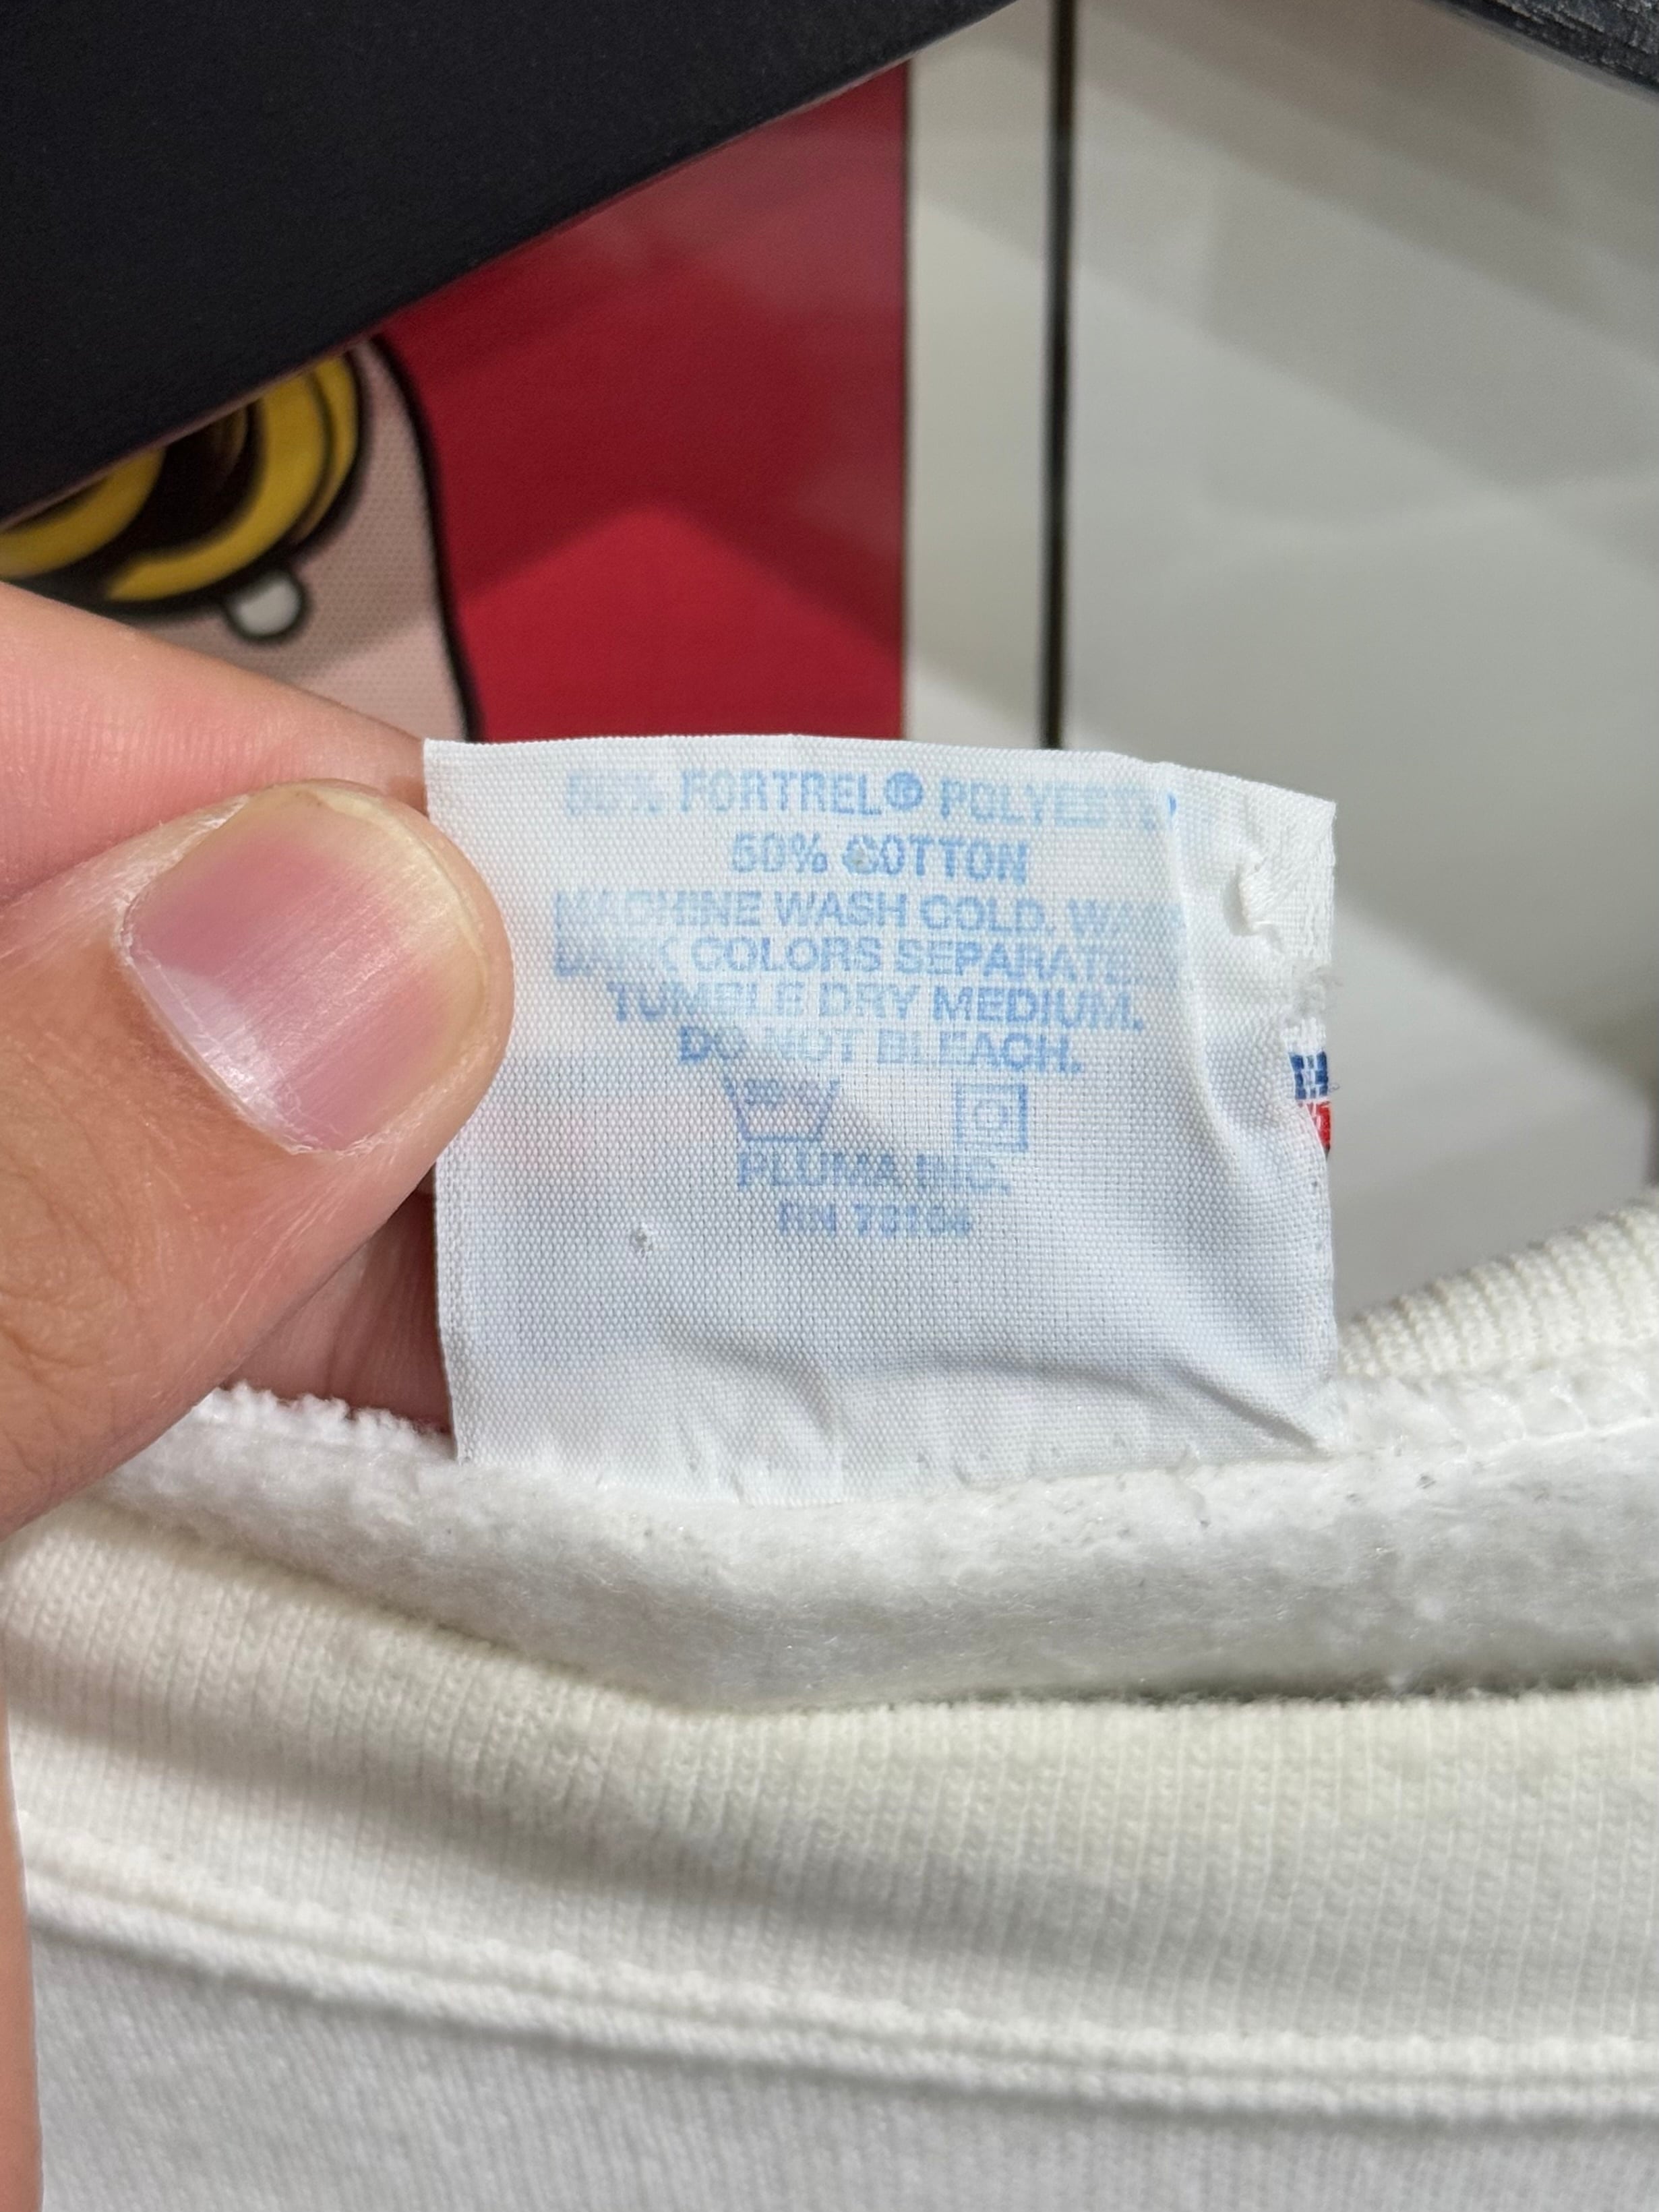 50% FORTREL® POLYESTER
50% COTTON
MACHINE WASH COLD. WASH
DARK COLORS SEPARATE.
TUMBLE DRY MEDIUM.
DO NOT BLEACH.
PLUMA INC.
RN